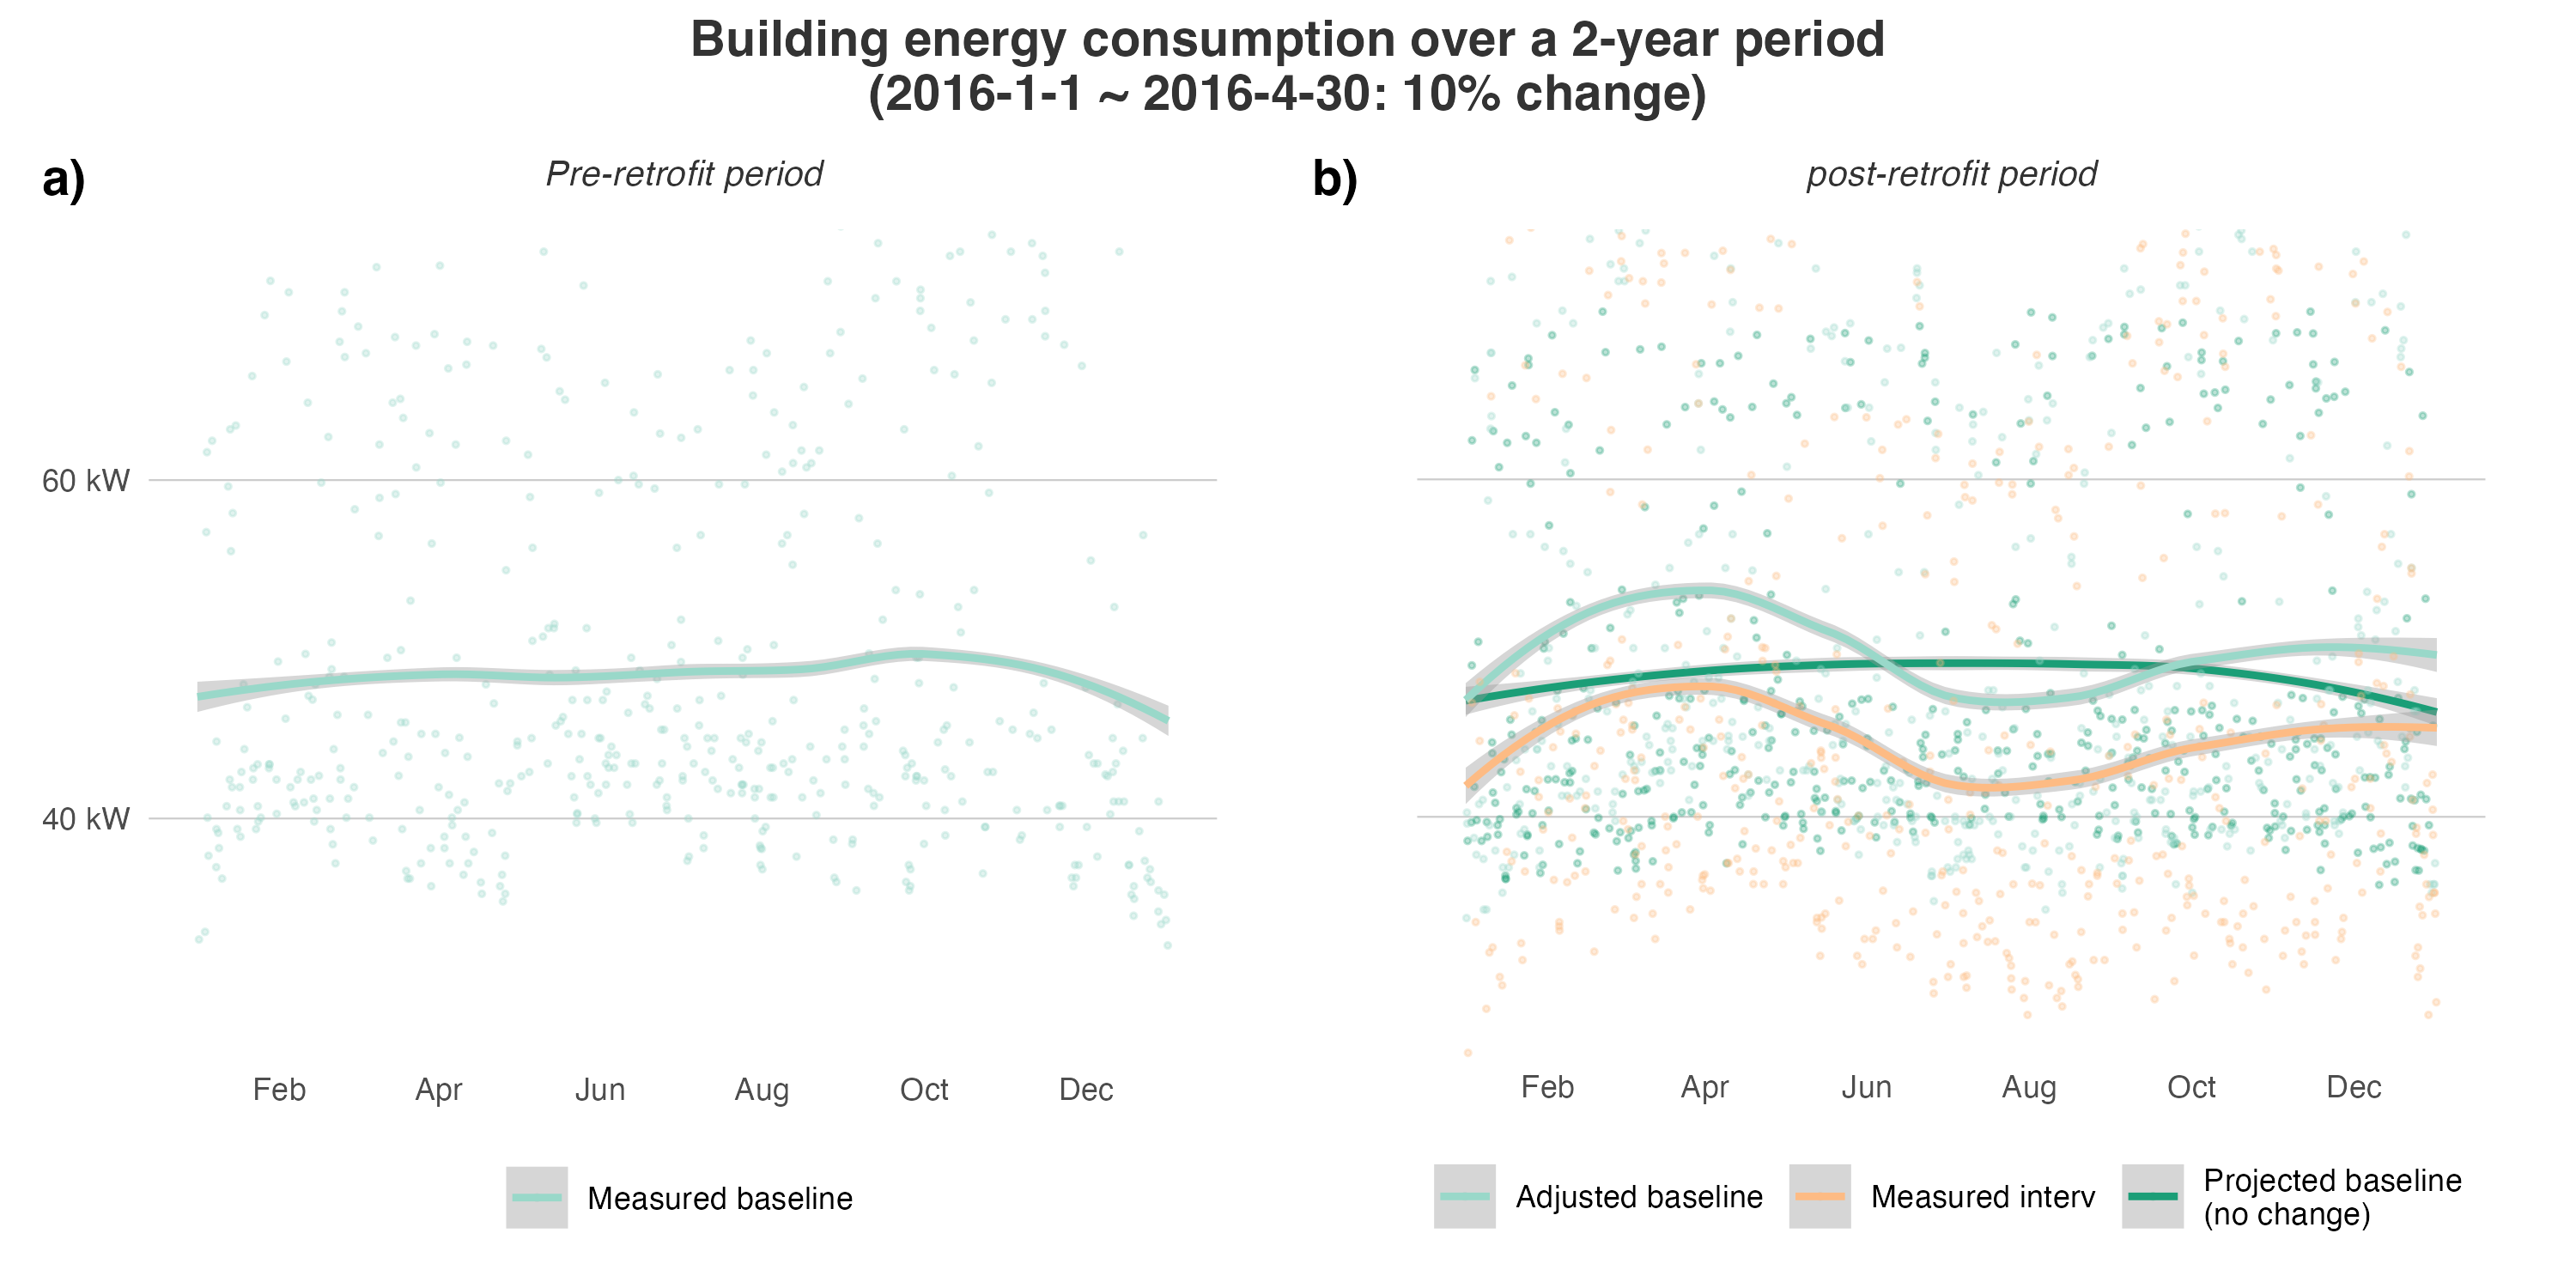 Building energy consumption over a 2-year period
(2016-1-1 ~ 2016-4-30: 10% change)
a)
Pre-retrofit period
60 kW
40 kW
Feb Apr Jun Aug Oct Dec
Measured baseline
b)
post-retrofit period
Feb Apr Jun Aug Oct Dec
Adjusted baseline
Measured interv
Projected baseline
(no change)